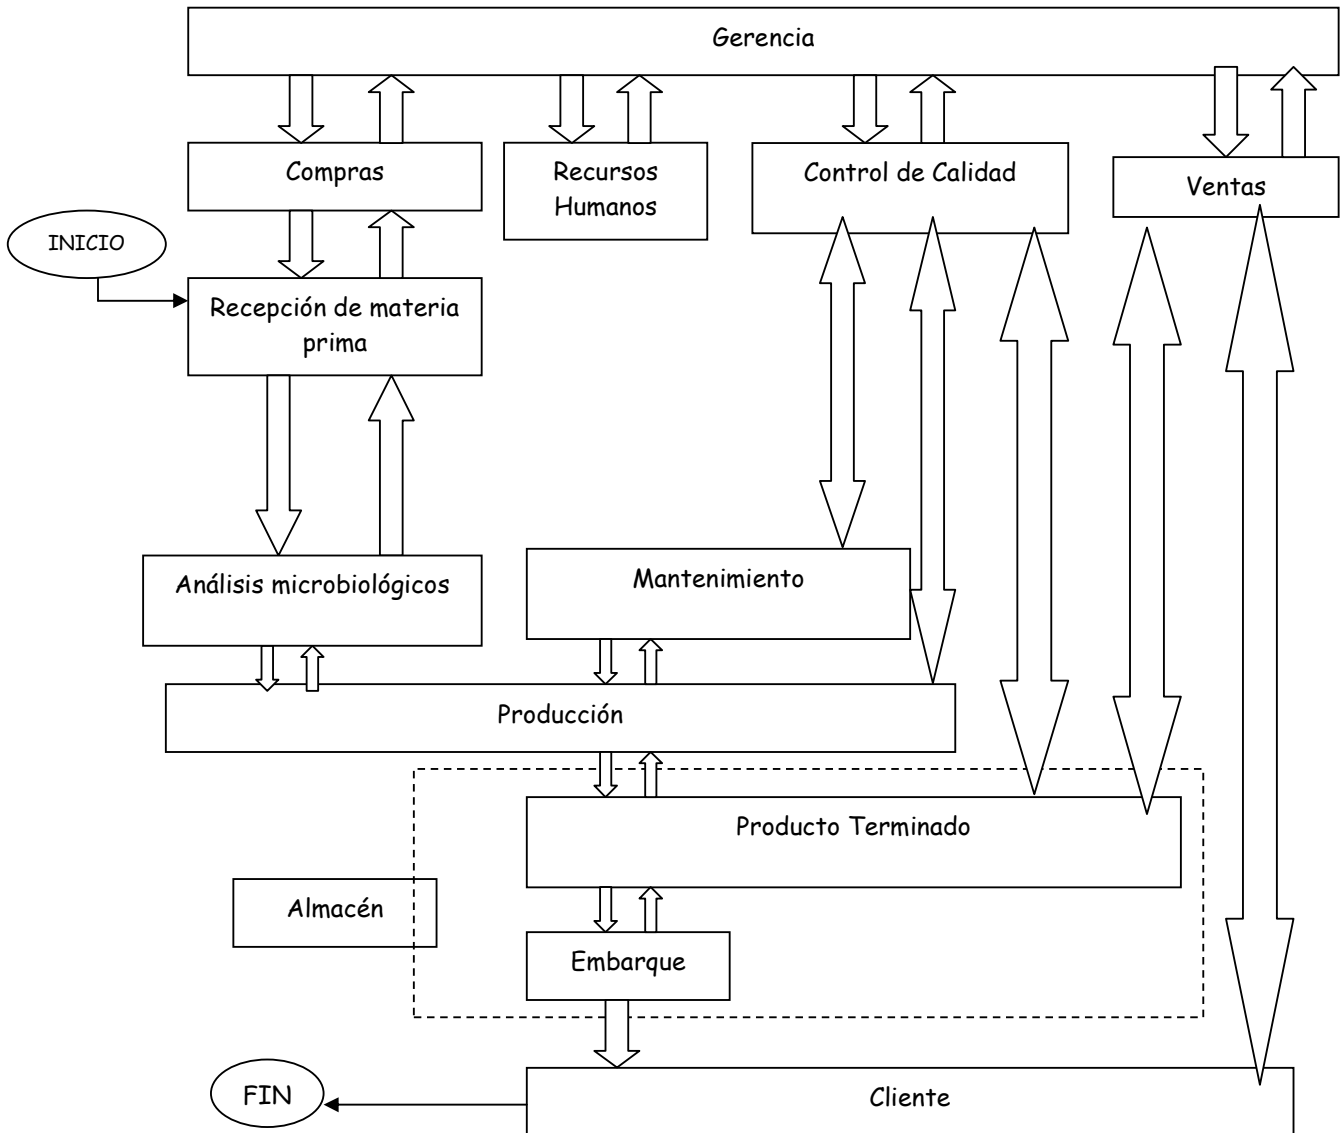 Gerencia
Compras
Recursos
Humanos
Control de Calidad
Ventas
INICIO
Recepción de materia
prima
Análisis microbiológicos
Mantenimiento
Producción
Producto Terminado
Almacén
Embarque
FIN
Cliente